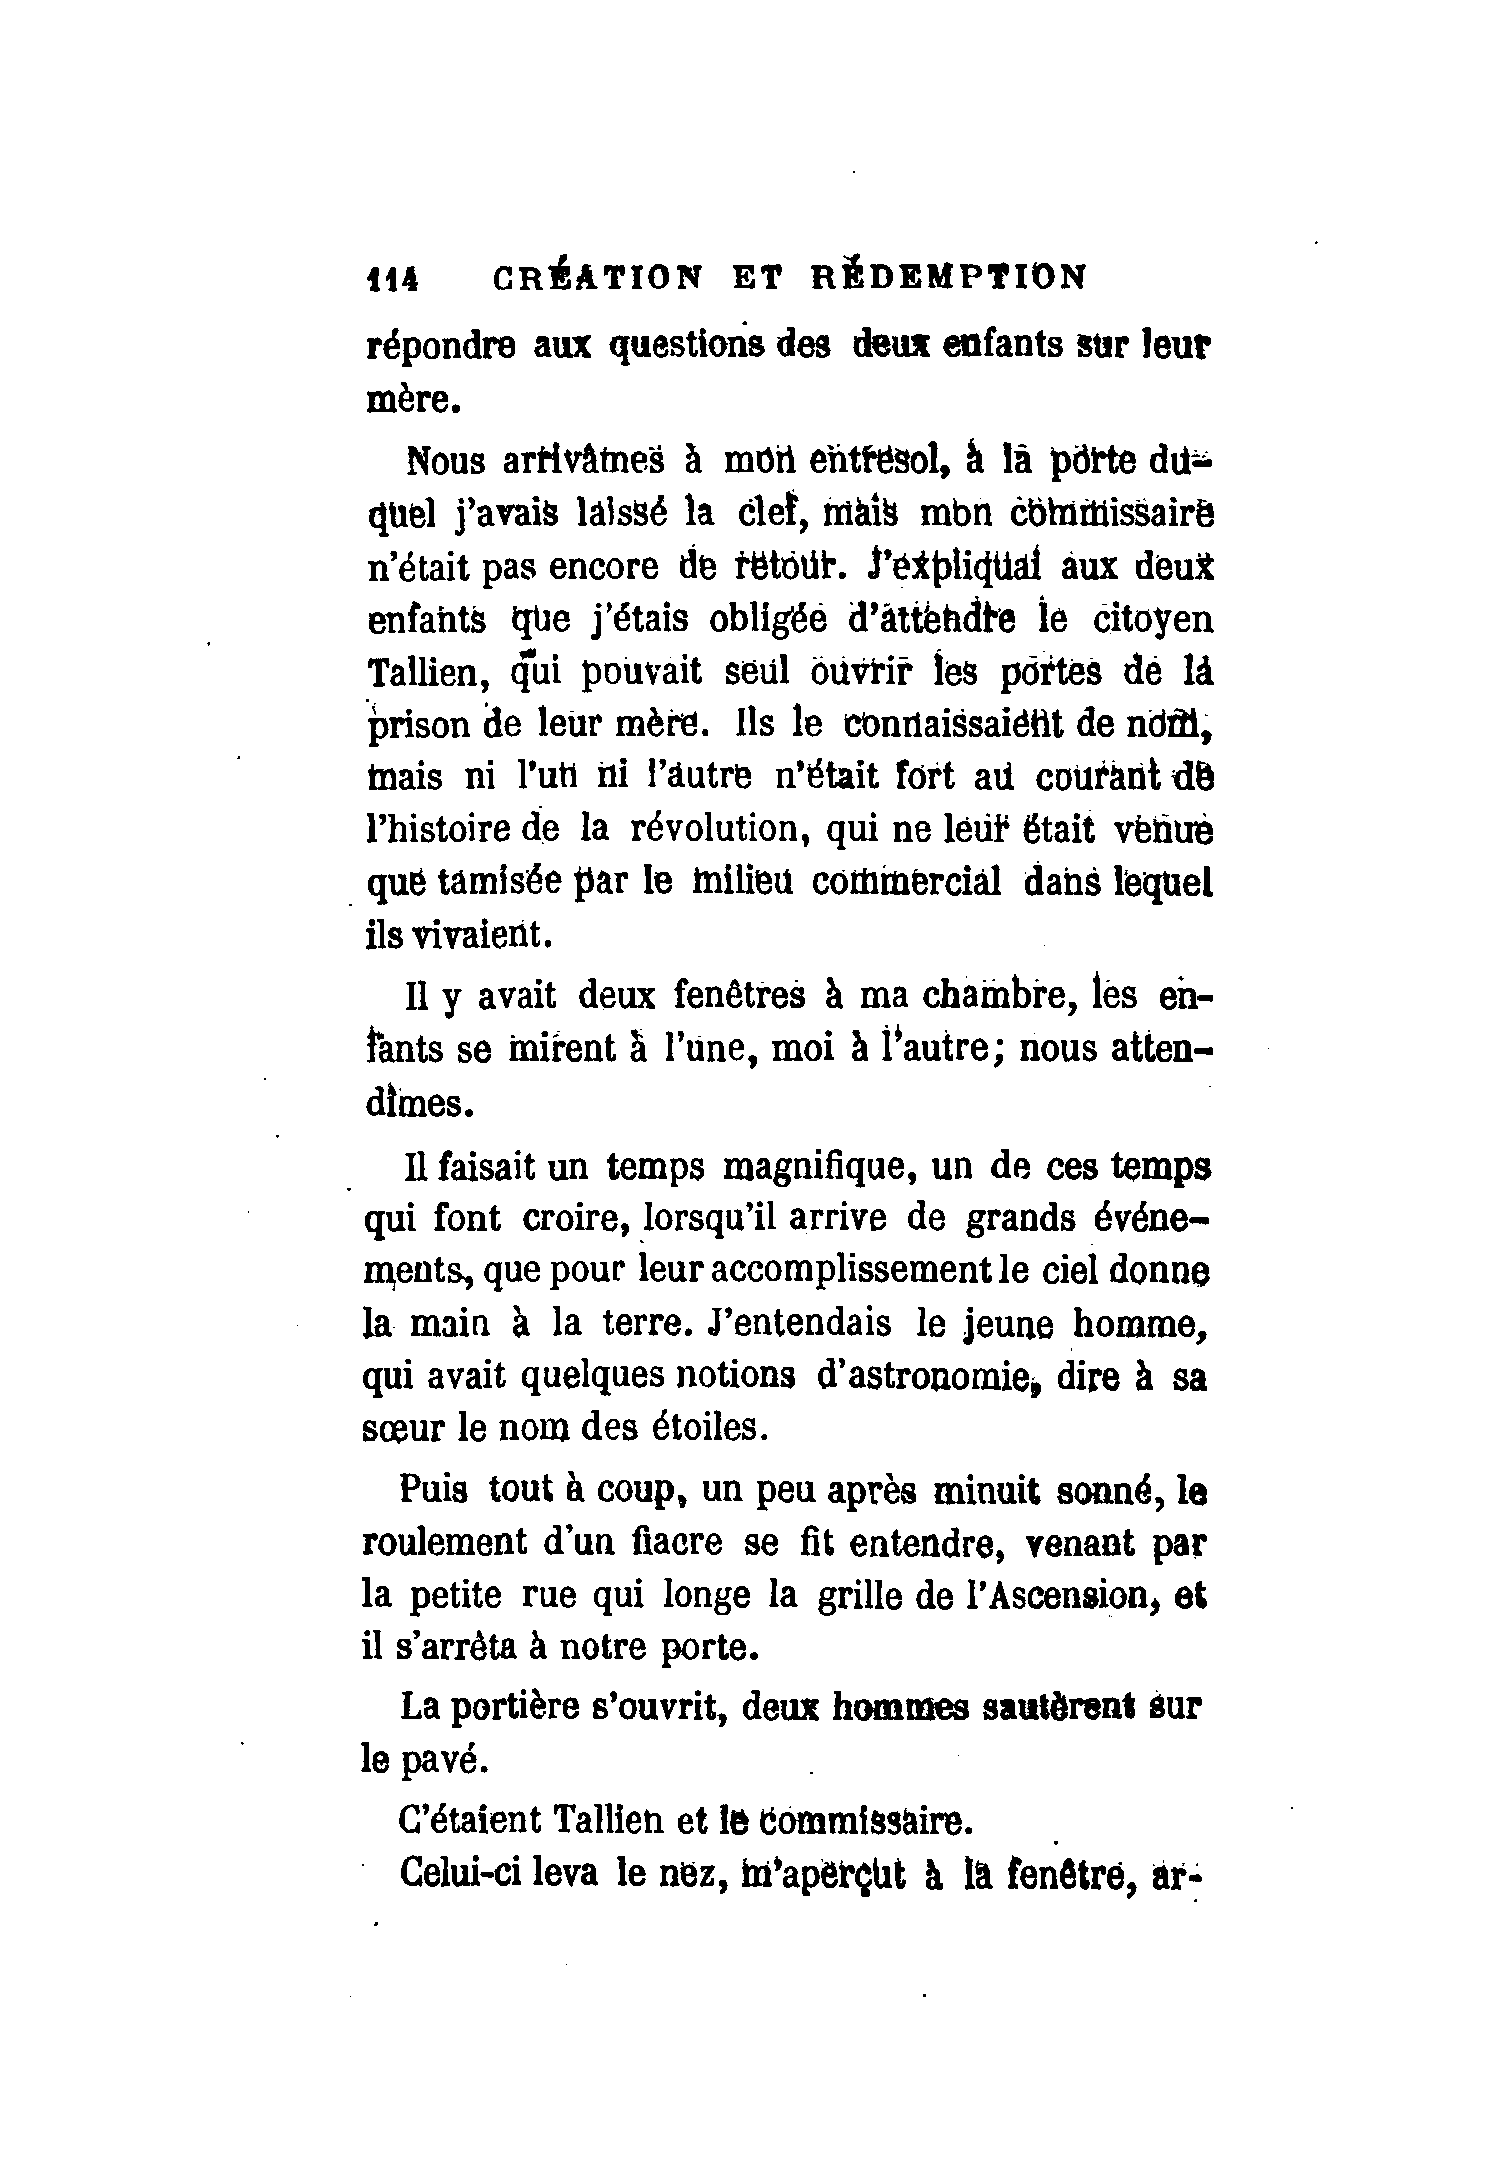 114 CRÉATION ET RÉDEMPTION
répondre aux questions des deux enfants sur leur
mère.
Nous arrivâmes à mon entresol, à la porte du-
quel j'avais laissé la clef, mais mon commissaire
n'était pas encore de retour. J'expliquai aux deux
enfants que j'étais obligée d'attendre le citoyen
Tallien, qui pouvait seul ouvrir les portes de la
prison de leur mère. Ils le connaissaient de nom,
mais ni l'un ni l'autre n'était fort au courant de
l'histoire de la révolution, qui ne leur était venue
que tamisée par le milieu commercial dans lequel
ils vivaient.
Il y avait deux fenêtres à ma chambre, les en-
fants se mirent à l'une, moi à l'autre; nous atten-
dîmes.
Il faisait un temps magnifique, un de ces temps
qui font croire, lorsqu'il arrive de grands événe-
ments, que pour leur accomplissement le ciel donne
la main à la terre. J'entendais le jeune homme,
qui avait quelques notions d'astronomie, dire à sa
sœur le nom des étoiles.
Puis tout à coup, un peu après minuit sonné, le
roulement d'un fiacre se fit entendre, venant par
la petite rue qui longe la grille de l'Ascension, et
il s'arrêta à notre porte.
La portière s'ouvrit, deux hommes sautèrent sur
le pavé.
C'étaient Tallien et le commissaire.
Celui-ci leva le nez, m'aperçut à la fenêtre, ar-